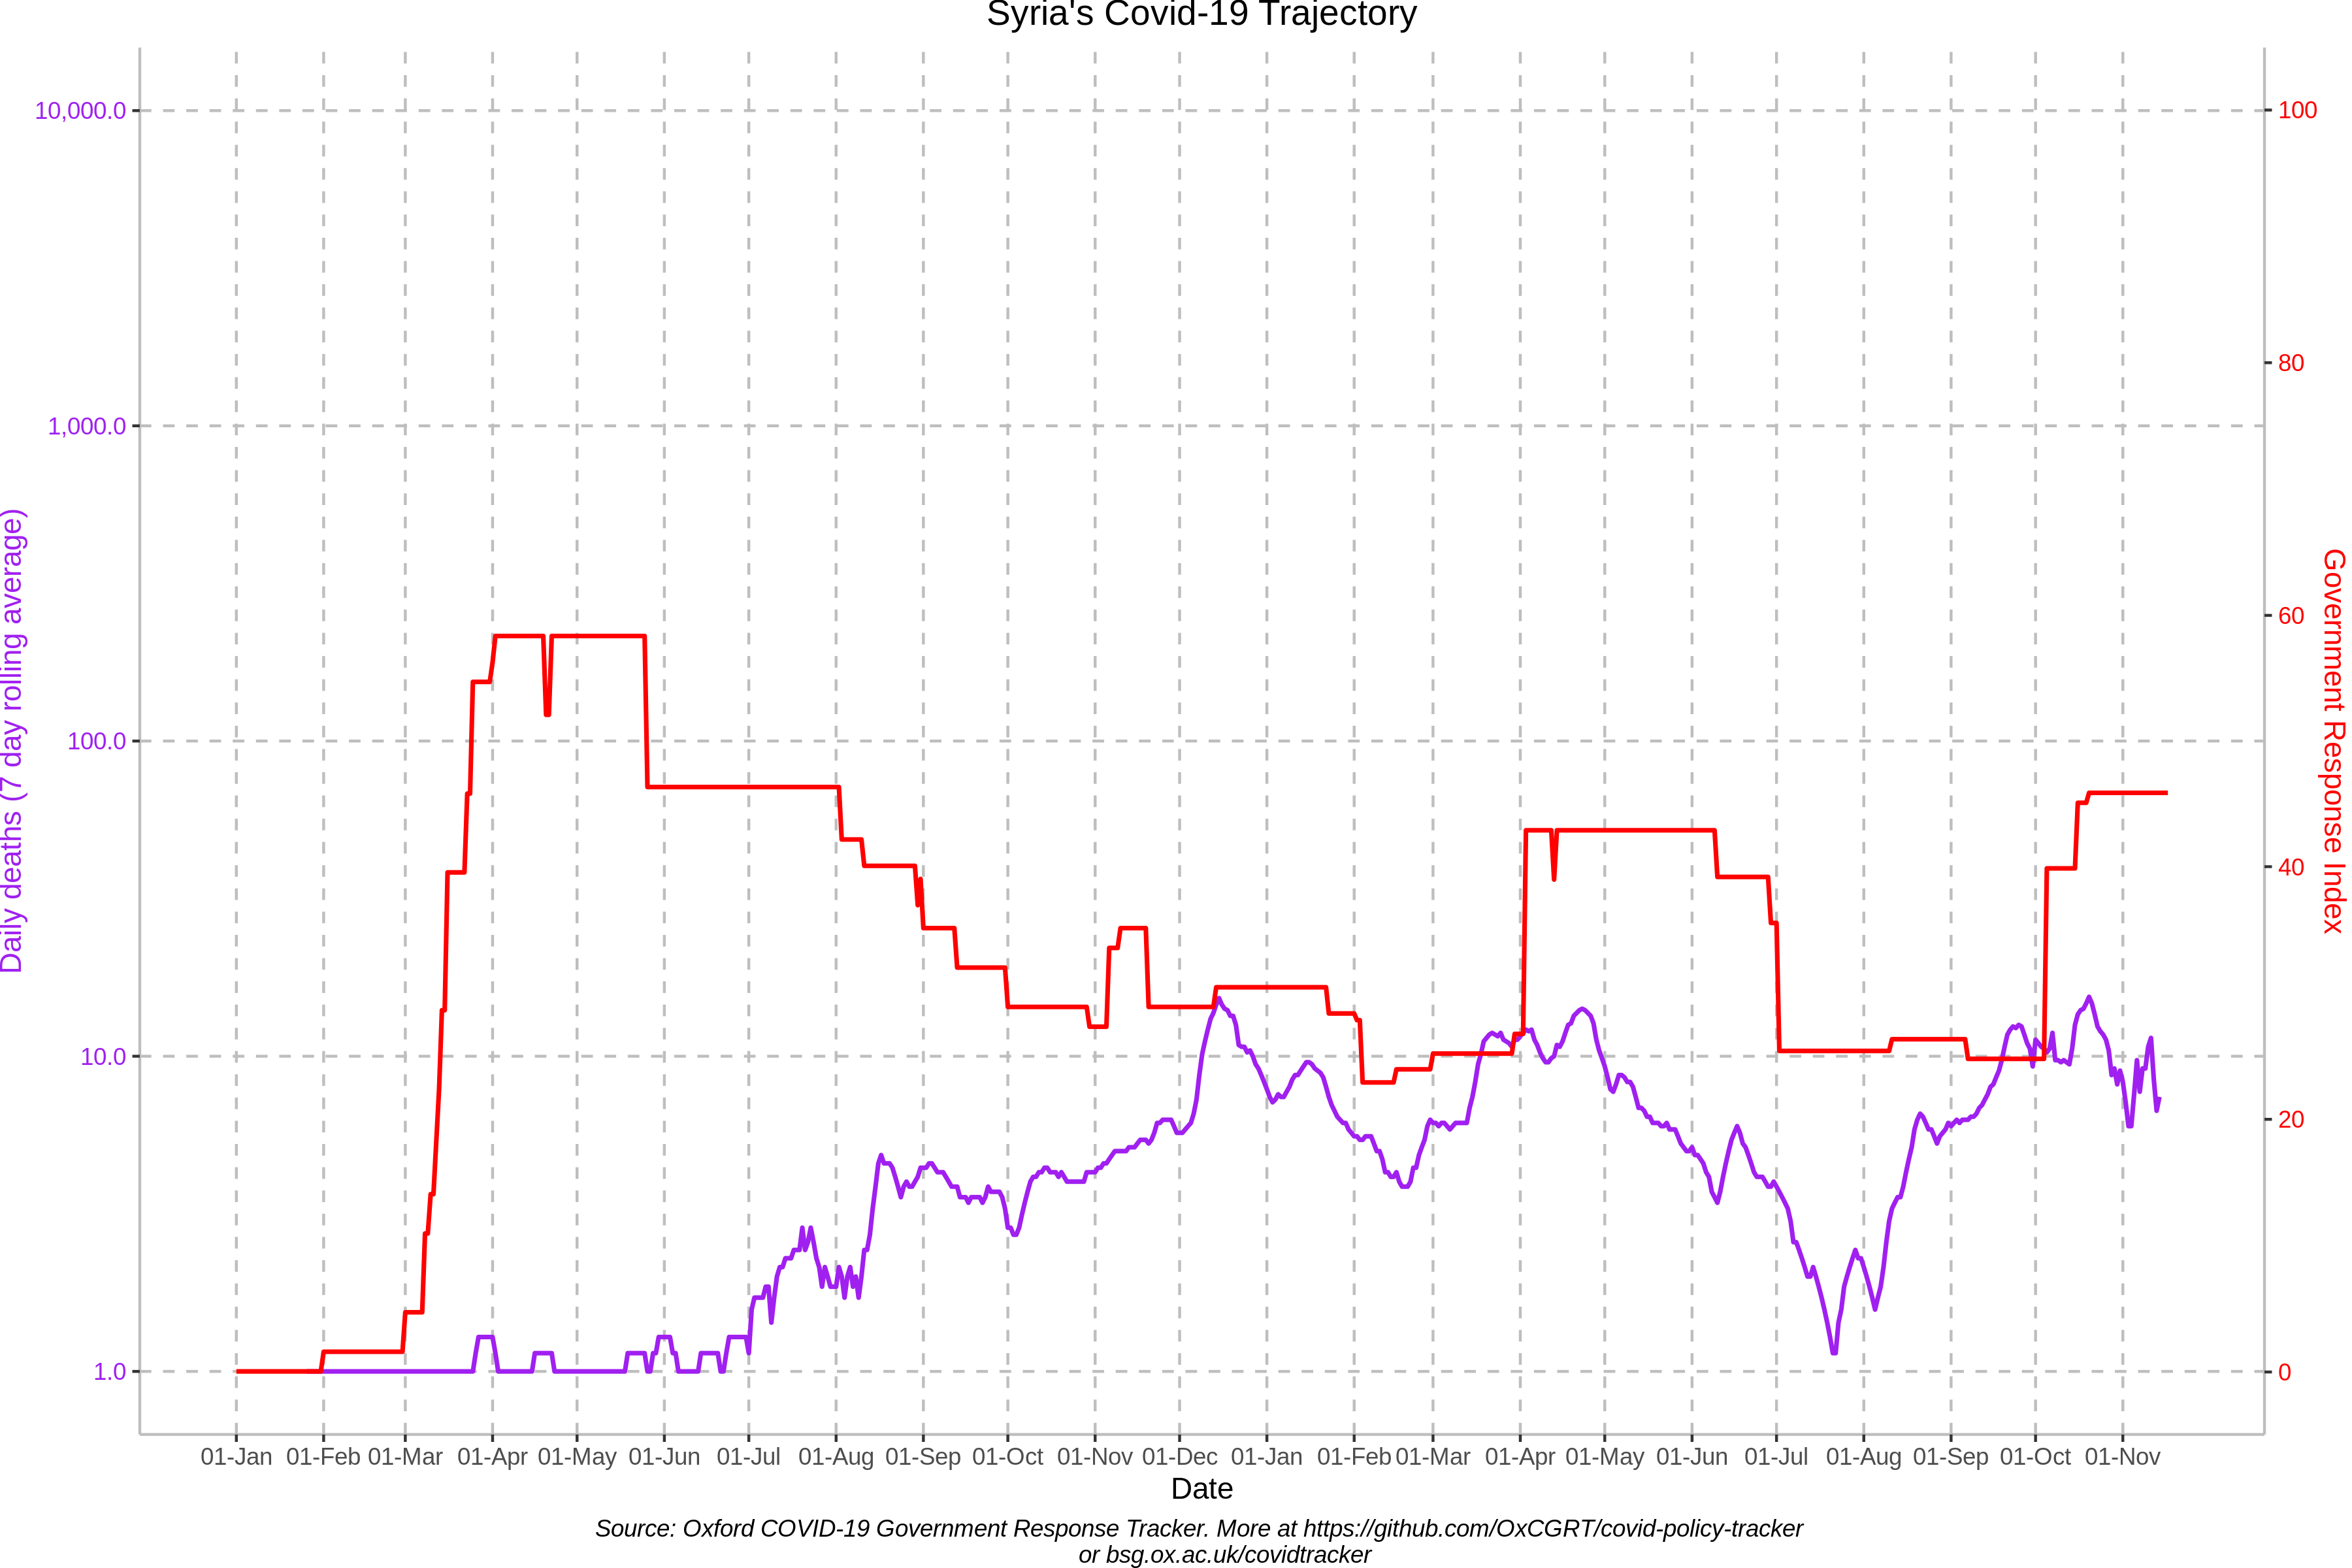 Syria's Covid-19 Trajectory
Daily deaths (7 day rolling average)
10,000.0
1,000.0
100.0
10.0
1.0
100
80
60
40
20
0
Government Response Index
01-Jan 01-Feb 01-Mar 01-Apr 01-May 01-Jun 01-Jul 01-Aug 01-Sep 01-Oct 01-Nov 01-Dec 01-Jan 01-Feb 01-Mar 01-Apr 01-May 01-Jun 01-Jul 01-Aug 01-Sep 01-Oct 01-Nov
Date
Source: Oxford COVID-19 Government Response Tracker. More at https://github.com/OxCGRT/covid-policy-tracker
or bsg.ox.ac.uk/covidtracker